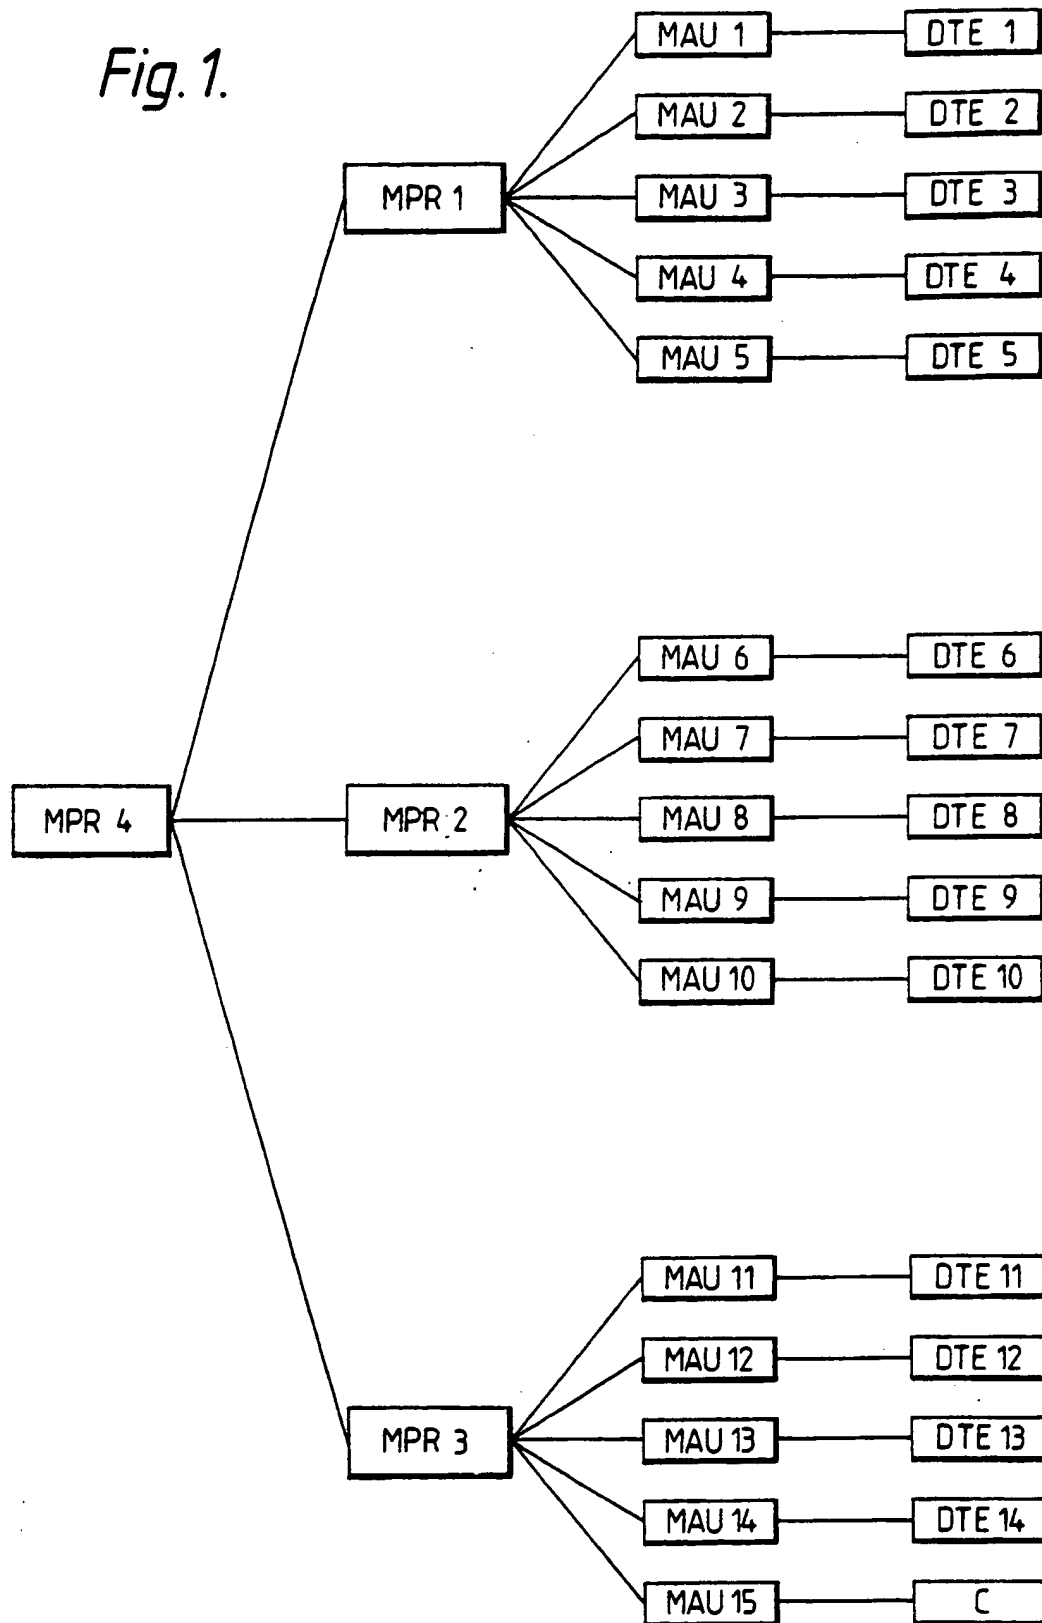 Fig. 1.
MAU 1 DTE 1
MAU 2 DTE 2
MPR 1 MAU 3 DTE 3
MAU 4 DTE 4
MAU 5 DTE 5
MAU 6 DTE 6
MAU 7 DTE 7
MPR 4 MPR 2 MAU 8 DTE 8
MAU 9 DTE 9
MAU 10 DTE 10
MAU 11 DTE 11
MAU 12 DTE 12
MPR 3 MAU 13 DTE 13
MAU 14 DTE 14
MAU 15 C